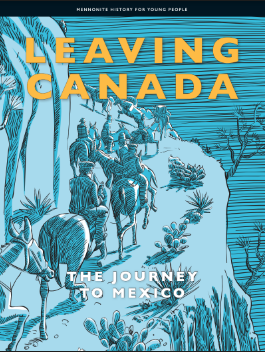 MENNONITE HISTORY FOR YOUNG PEOPLE
LEAVING
CANADA
THE JOURNEY
TO MEXICO